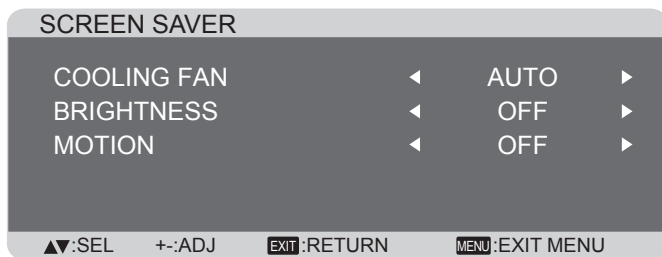 SCREEN SAVER
COOLING FAN ◀ AUTO ▶
BRIGHTNESS ◀ OFF ▶
MOTION ◀ OFF ▶
▲▼:SEL +-:ADJ EXIT:RETURN MENU:EXIT MENU